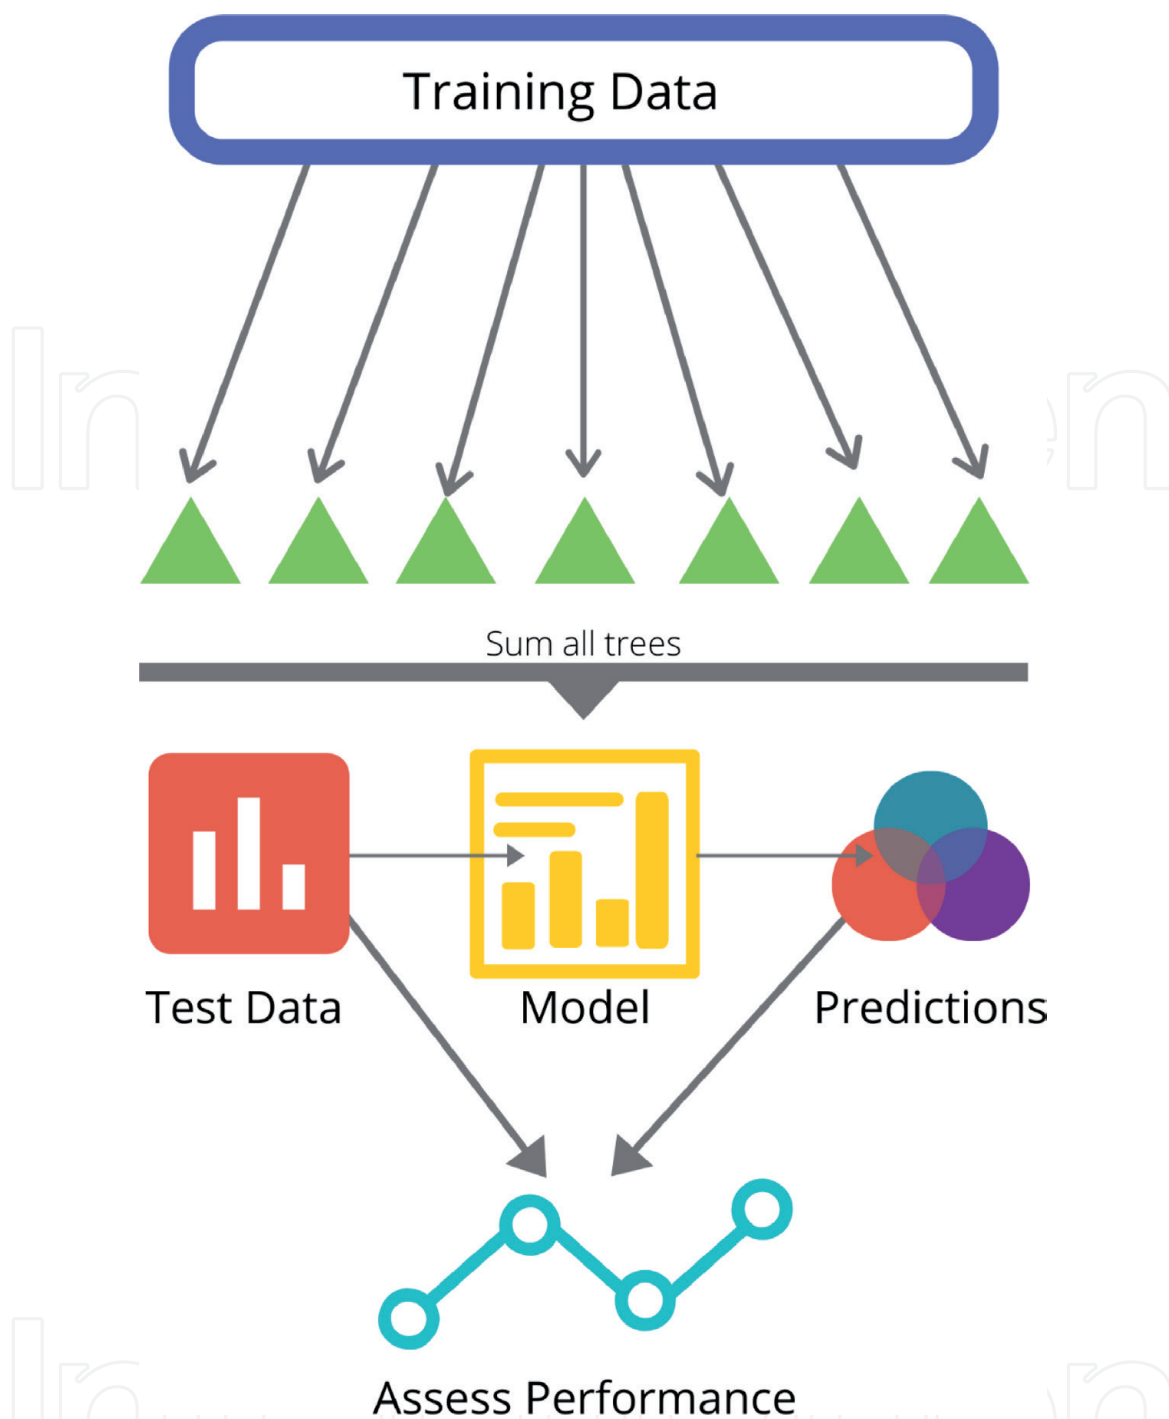 Training Data
Sum all trees
Test Data
Model
Predictions
Assess Performance